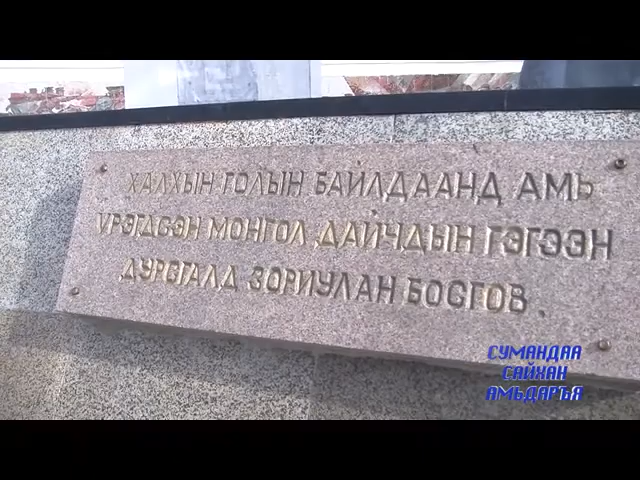 ХАЛХЫН ГОЛЫН БАЙЛДААНД АМЬ
ҮРЭГДСЭН МОНГОЛ ДАЙЧДЫН ГЭГЭЭН
ДУРСГАЛД ЗОРИУЛАН БОСГОВ
СУМАНДАА
САЙХАН
АМЬДАРЪЯ